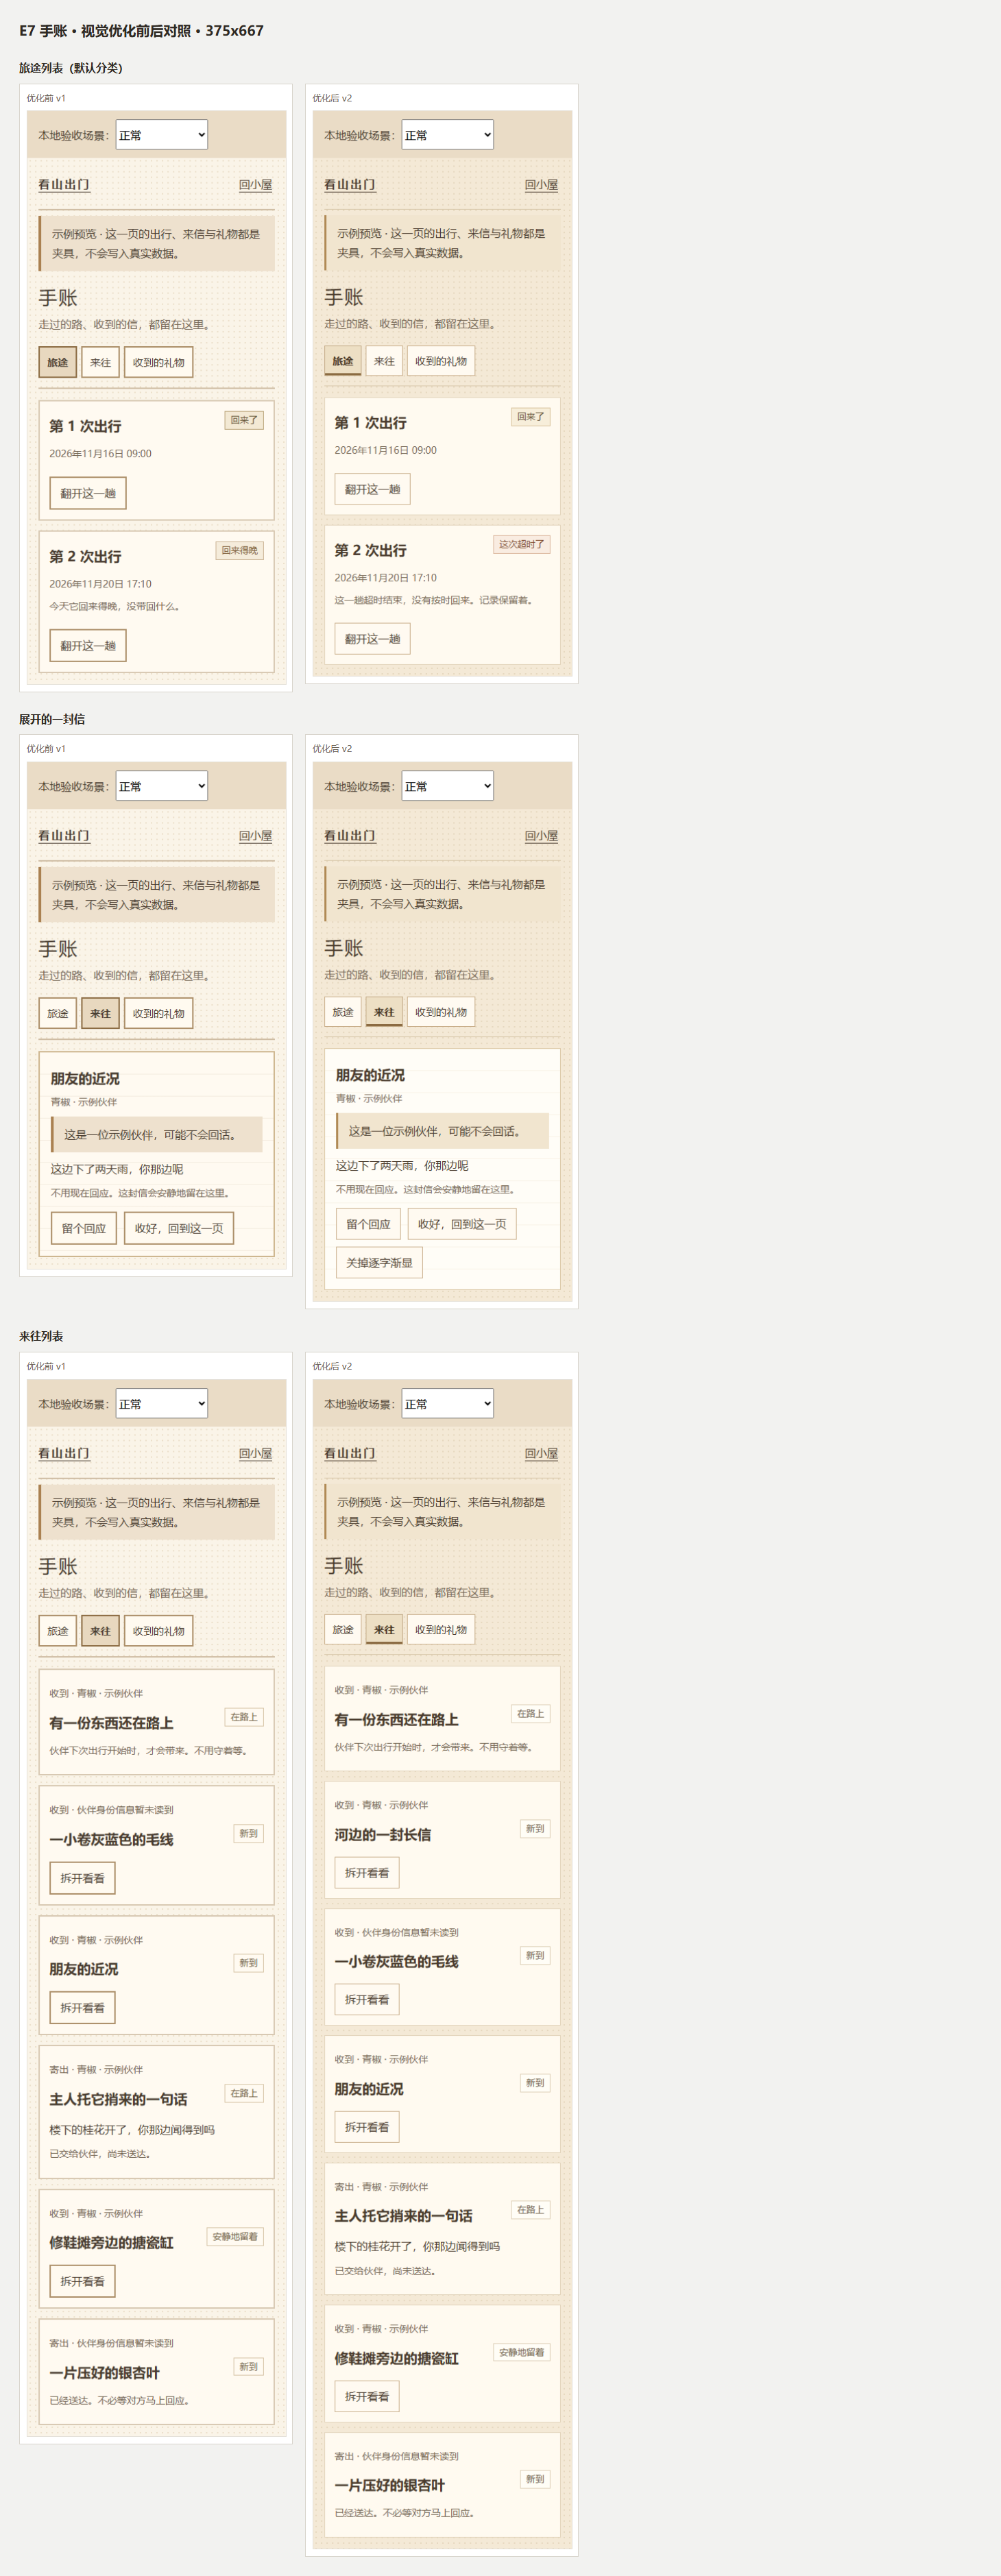 E7 手账 • 视觉优化前后对照 • 375x667
旅途列表（默认分类）
优化前 v1
本地验收场景： 正常
看山出门 回小屋
示例预览 · 这一页的出行、来信与礼物都是
夹具，不会写入真实数据。
手账
走过的路、收到的信，都留在这里。
旅途 来往 收到的礼物
第 1 次出行 回来了
2026年11月16日 09:00
翻开这一趟
第 2 次出行 回来得晚
2026年11月20日 17:10
今天它回来得晚，没带回什么。
翻开这一趟
优化后 v2
本地验收场景： 正常
看山出门 回小屋
示例预览 · 这一页的出行、来信与礼物都是
夹具，不会写入真实数据。
手账
走过的路、收到的信，都留在这里。
旅途 来往 收到的礼物
第 1 次出行 回来了
2026年11月16日 09:00
翻开这一趟
第 2 次出行 这次超时了
2026年11月20日 17:10
这一趟超时结束，没有按时回来。记录保留着。
翻开这一趟
展开的一封信
优化前 v1
本地验收场景： 正常
看山出门 回小屋
示例预览 · 这一页的出行、来信与礼物都是
夹具，不会写入真实数据。
手账
走过的路、收到的信，都留在这里。
旅途 来往 收到的礼物
朋友的近况
青椒 · 示例伙伴
这是一位示例伙伴，可能不会回话。
这边下了两天雨，你那边呢
不用现在回应。这封信会安静地留在这里。
留个回应 收好，回到这一页
优化后 v2
本地验收场景： 正常
看山出门 回小屋
示例预览 · 这一页的出行、来信与礼物都是
夹具，不会写入真实数据。
手账
走过的路、收到的信，都留在这里。
旅途 来往 收到的礼物
朋友的近况
青椒 · 示例伙伴
这是一位示例伙伴，可能不会回话。
这边下了两天雨，你那边呢
不用现在回应。这封信会安静地留在这里。
留个回应 收好，回到这一页
关掉逐字渐显
来往列表
优化前 v1
本地验收场景： 正常
看山出门 回小屋
示例预览 · 这一页的出行、来信与礼物都是
夹具，不会写入真实数据。
手账
走过的路、收到的信，都留在这里。
旅途 来往 收到的礼物
收到 · 青椒 · 示例伙伴
有一份东西还在路上 在路上
伙伴下次出行开始时，才会带来。不用守着等。
收到 · 伙伴身份信息暂未读到
一小卷灰蓝色的毛线 新到
拆开看看
收到 · 青椒 · 示例伙伴
朋友的近况 新到
拆开看看
寄出 · 青椒 · 示例伙伴
主人托它捎来的一句话 在路上
楼下的桂花开了，你那边闻得到吗
已交给伙伴，尚未送达。
收到 · 青椒 · 示例伙伴
修鞋摊旁边的搪瓷缸 安静地留着
拆开看看
寄出 · 伙伴身份信息暂未读到
一片压好的银杏叶 新到
已经送达。不必等对方马上回应。
优化后 v2
本地验收场景： 正常
看山出门 回小屋
示例预览 · 这一页的出行、来信与礼物都是
夹具，不会写入真实数据。
手账
走过的路、收到的信，都留在这里。
旅途 来往 收到的礼物
收到 · 青椒 · 示例伙伴
有一份东西还在路上 在路上
伙伴下次出行开始时，才会带来。不用守着等。
收到 · 青椒 · 示例伙伴
河边的一封长信 新到
拆开看看
收到 · 伙伴身份信息暂未读到
一小卷灰蓝色的毛线 新到
拆开看看
收到 · 青椒 · 示例伙伴
朋友的近况 新到
拆开看看
寄出 · 青椒 · 示例伙伴
主人托它捎来的一句话 在路上
楼下的桂花开了，你那边闻得到吗
已交给伙伴，尚未送达。
收到 · 青椒 · 示例伙伴
修鞋摊旁边的搪瓷缸 安静地留着
拆开看看
寄出 · 伙伴身份信息暂未读到
一片压好的银杏叶 新到
已经送达。不必等对方马上回应。